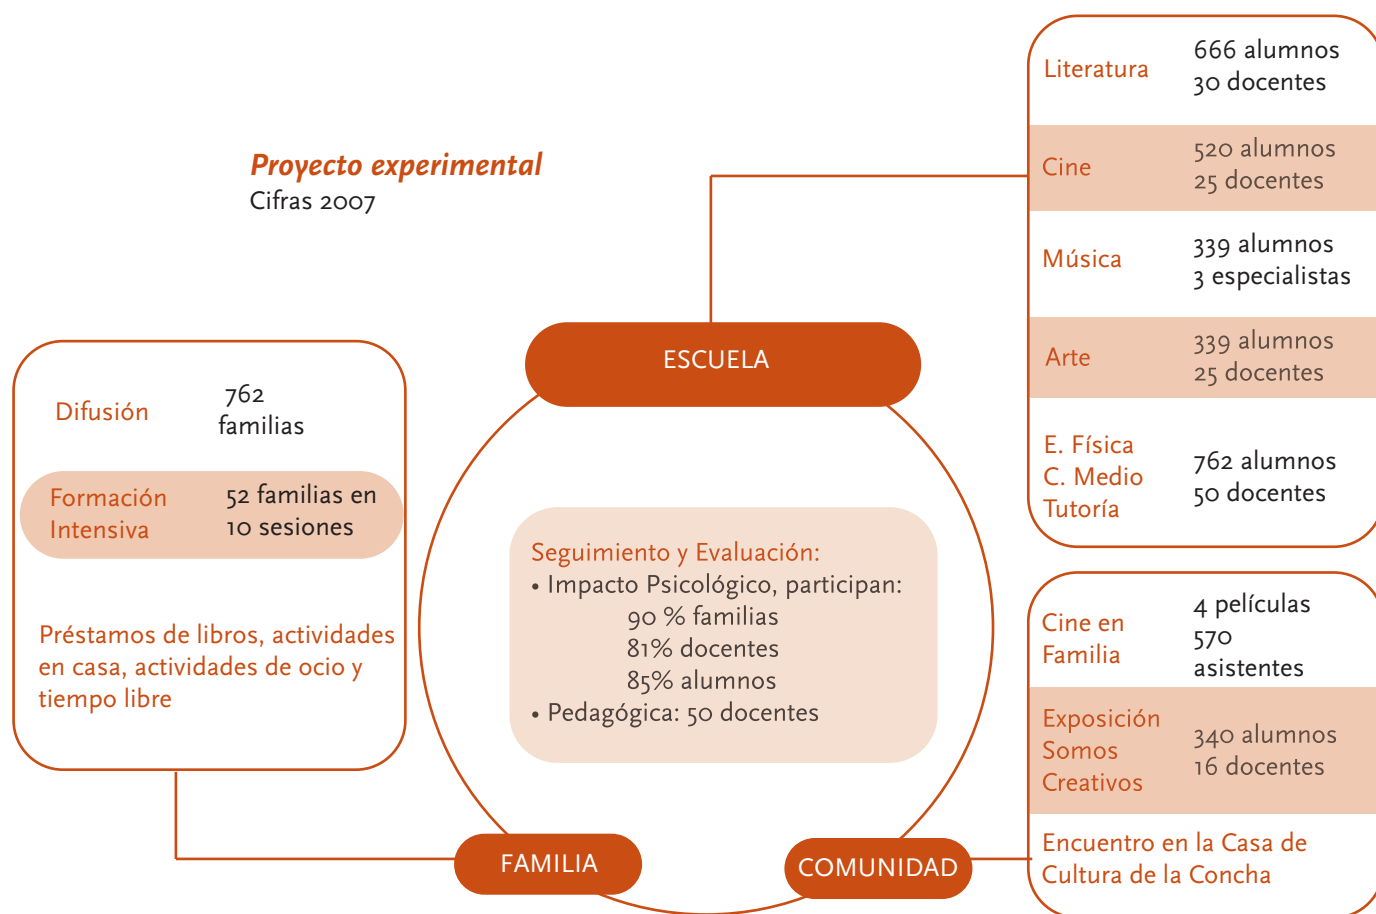 Proyecto experimental
Cifras 2007
Literatura
666 alumnos
30 docentes
Cine
520 alumnos
25 docentes
Música
339 alumnos
3 especialistas
Arte
339 alumnos
25 docentes
E. Física
C. Medio
Tutoría
762 alumnos
50 docentes
ESCUELA
Difusión
762
familias
Formación
Intensiva
52 familias en
10 sesiones
Préstamos de libros, actividades
en casa, actividades de ocio y
tiempo libre
Seguimiento y Evaluación:
• Impacto Psicológico, participan:
90 % familias
81% docentes
85% alumnos
• Pedagógica: 50 docentes
Cine en
Familia
4 películas
570
asistentes
Exposición
Somos
Creativos
340 alumnos
16 docentes
Encuentro en la Casa de
Cultura de la Concha
FAMILIA
COMUNIDAD